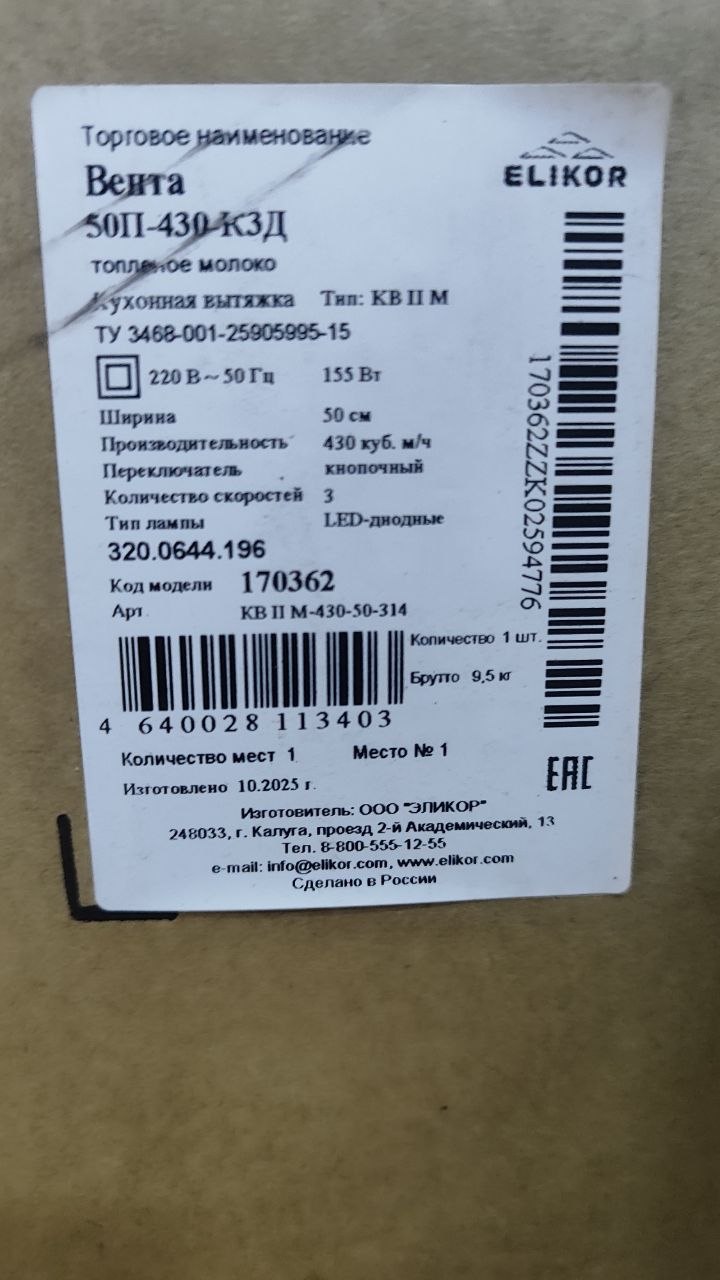 Торговое наименование
ELIKOR
Вента
50П-430-К3Д
топленое молоко
Кухонная вытяжка Тип: КВ II М
ТУ 3468-001-25905995-15
220 В ~ 50 Гц 155 Вт
Ширина 50 см
Производительность 430 куб. м/ч
Переключатель кнопочный
Количество скоростей 3
Тип лампы LED-диодные
320.0644.196
Код модели 170362
Арт. КВ II М-430-50-314
170362ZZK02594776
Количество 1 шт.
Брутто 9,5 кг
4 640028 113403
Количество мест 1 Место № 1
Изготовлено 10.2025 г.
EAC
Изготовитель: ООО "ЭЛИКОР"
248033, г. Калуга, проезд 2-й Академический, 13
Тел. 8-800-555-12-55
e-mail: info@elikor.com, www.elikor.com
Сделано в России